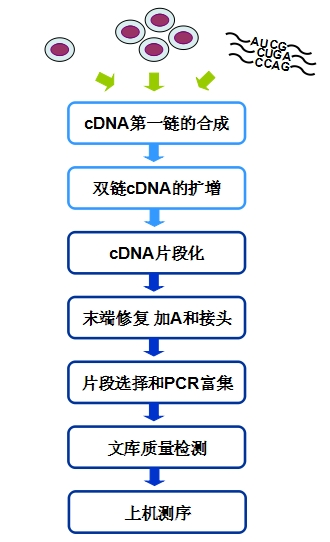 AUCG
CUGA
CCAG
cDNA第一链的合成
双链cDNA的扩增
cDNA片段化
末端修复 加A和接头
片段选择和PCR富集
文库质量检测
上机测序